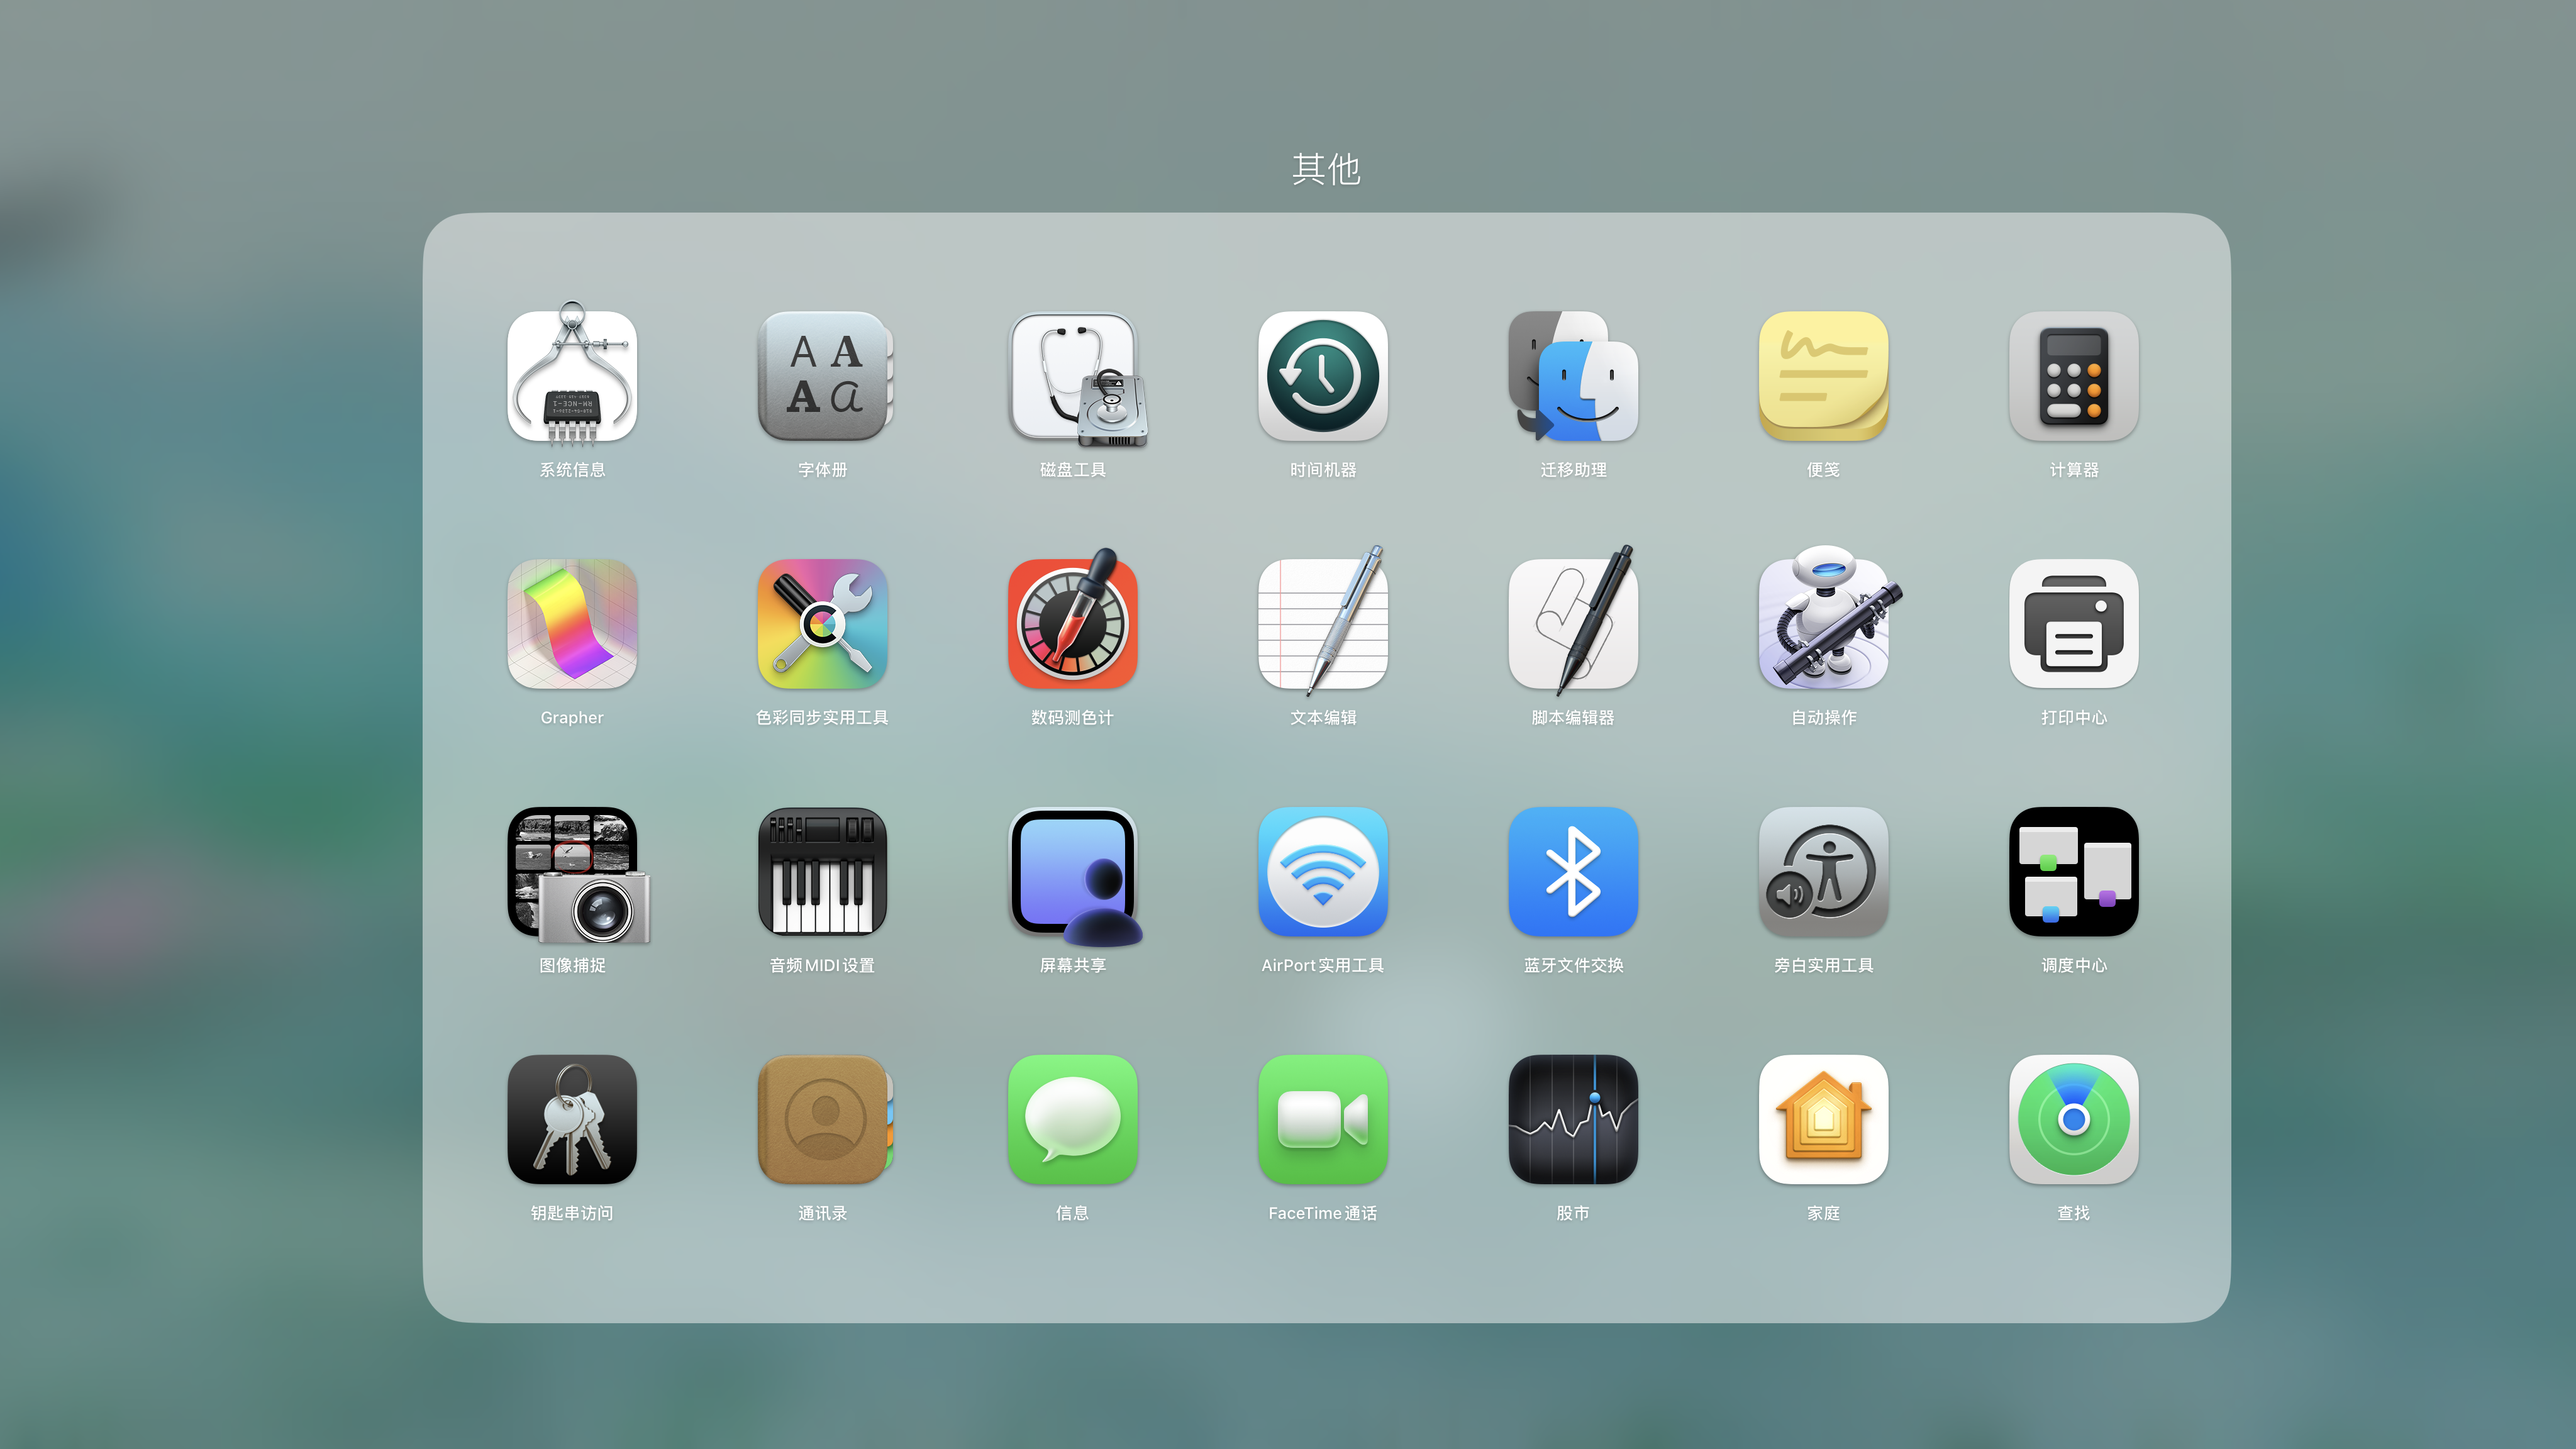 其他
系统信息
字体册
磁盘工具
时间机器
迁移助理
便笺
计算器
Grapher
色彩同步实用工具
数码测色计
文本编辑
脚本编辑器
自动操作
打印中心
图像捕捉
音频MIDI设置
屏幕共享
AirPort实用工具
蓝牙文件交换
旁白实用工具
调度中心
钥匙串访问
通讯录
信息
FaceTime通话
股市
家庭
查找